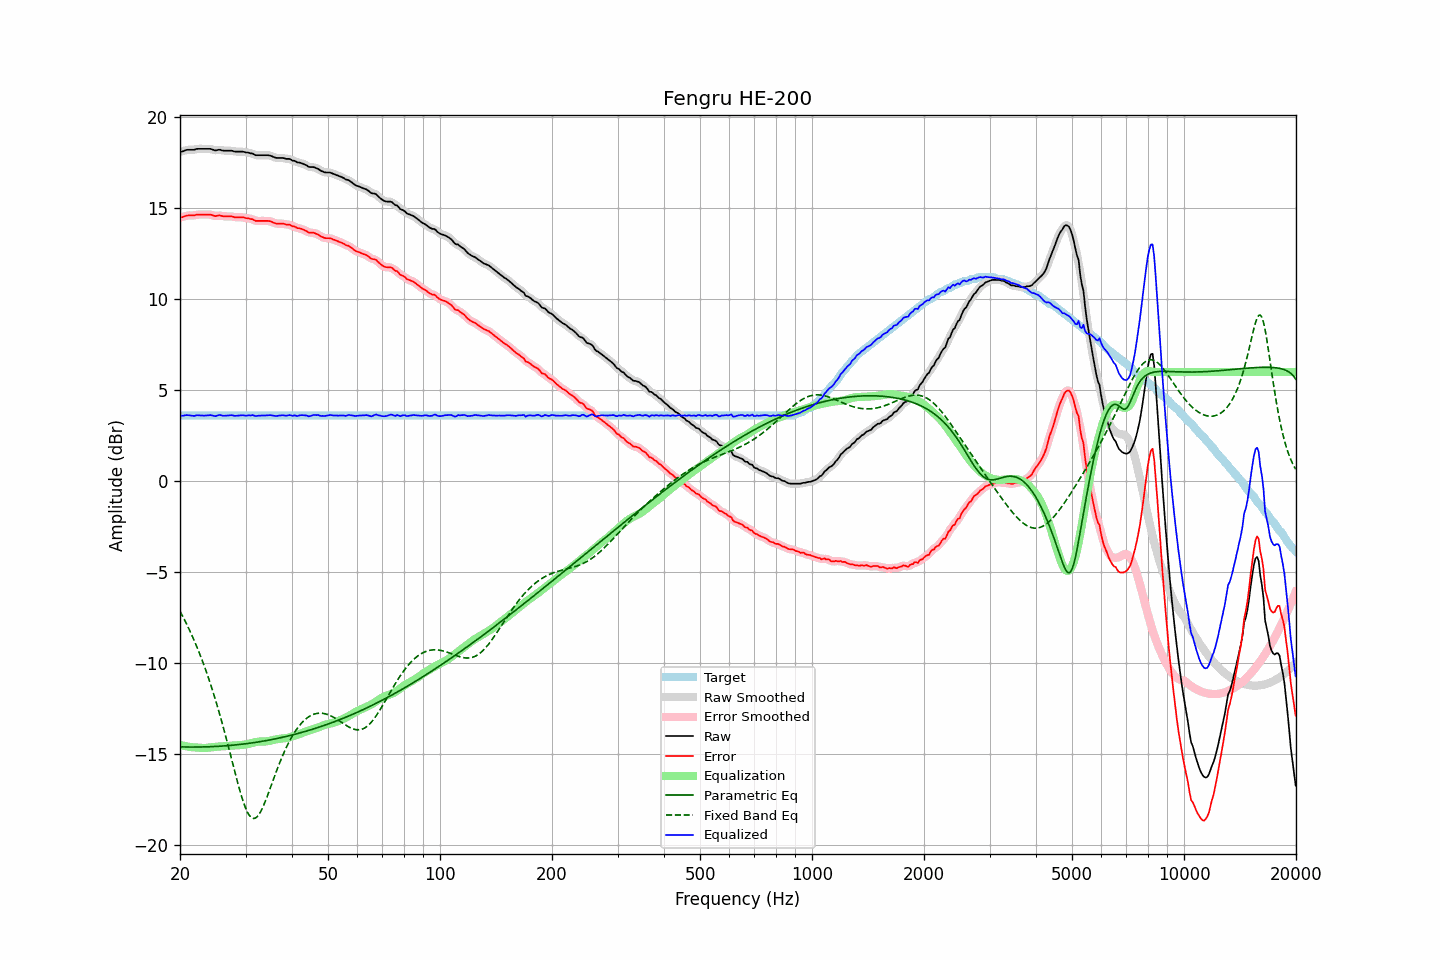 Fengru HE-200
20
15
10
5
0
−5
−10
−15
−20
Amplitude (dBr)
20
50
100
200
500
1000
2000
5000
10000
20000
Frequency (Hz)
Target
Raw Smoothed
Error Smoothed
Raw
Error
Equalization
Parametric Eq
Fixed Band Eq
Equalized